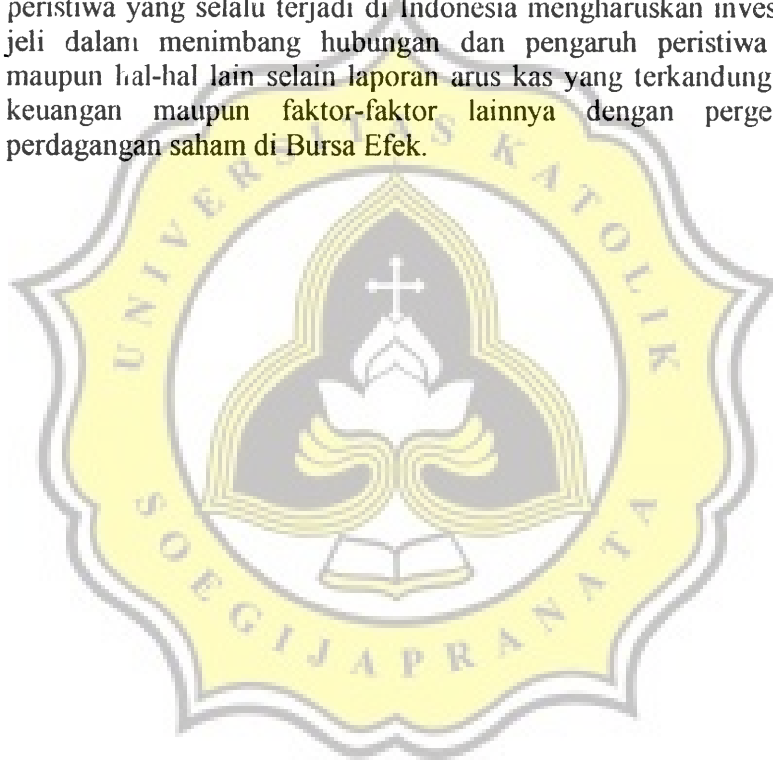 peristiwa yang selalu terjadi di Indonesia mengharuskan inves
jeli dalam menimbang hubungan dan pengaruh peristiwa
maupun hal-hal lain selain laporan arus kas yang terkandung
keuangan maupun faktor-faktor lainnya dengan perge
perdagangan saham di Bursa Efek.
UNIVERSITAS KATOLIK
SOEGIJAPRANATA